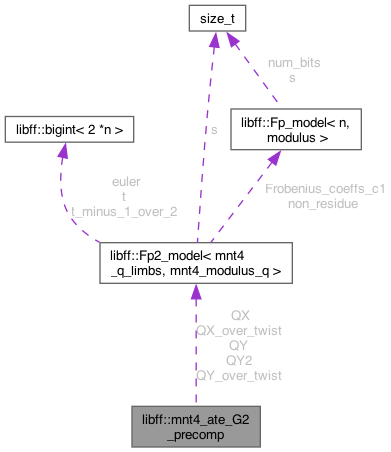 size_t
num_bits
s
libff::bigint< 2 *n >
s
libff::Fp_model< n,
modulus >
euler
t
t_minus_1_over_2
Frobenius_coeffs_c1
non_residue
libff::Fp2_model< mnt4
_q_limbs, mnt4_modulus_q >
QX
QX_over_twist
QY
QY2
QY_over_twist
libff::mnt4_ate_G2
_precomp